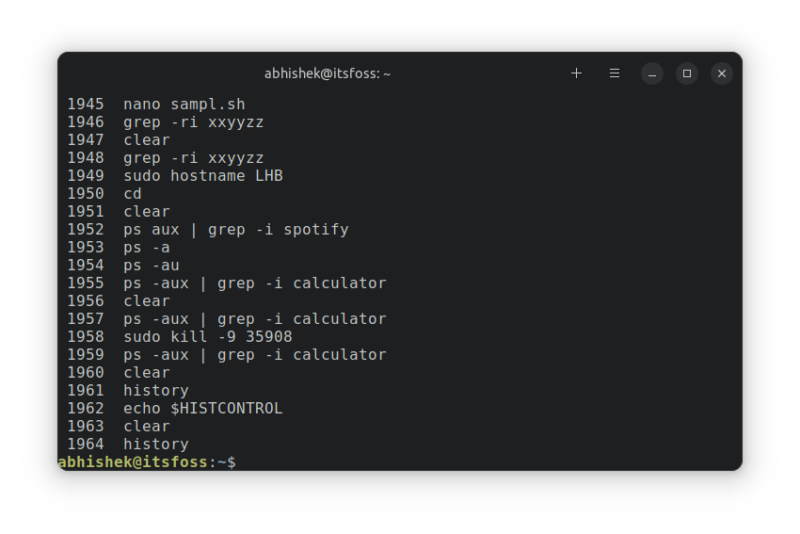 abhishek@itsfoss: ~
1945 nano sampl.sh
1946 grep -ri xxyyzz
1947 clear
1948 grep -ri xxyyzz
1949 sudo hostname LHB
1950 cd
1951 clear
1952 ps aux | grep -i spotify
1953 ps -a
1954 ps -au
1955 ps -aux | grep -i calculator
1956 clear
1957 ps -aux | grep -i calculator
1958 sudo kill -9 35908
1959 ps -aux | grep -i calculator
1960 clear
1961 history
1962 echo $HISTCONTROL
1963 clear
1964 history
abhishek@itsfoss:~$